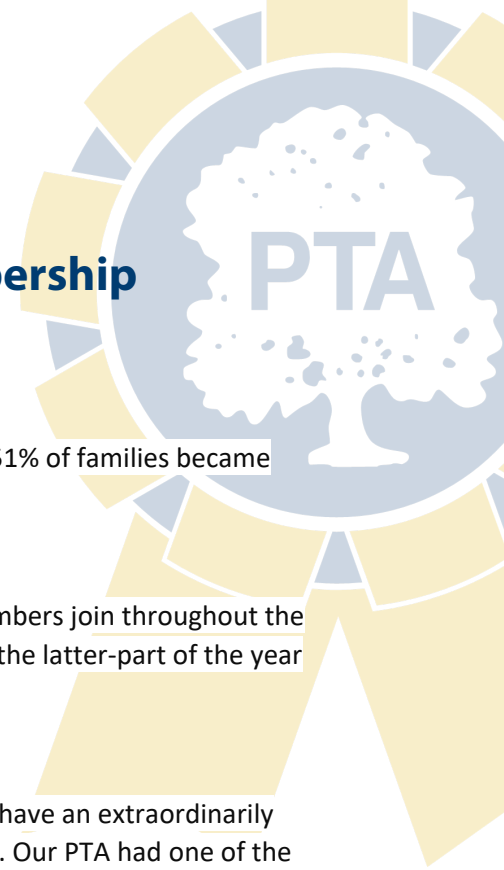 PTA
bership
51% of families became
mbers join throughout the
the latter-part of the year
have an extraordinarily
. Our PTA had one of the